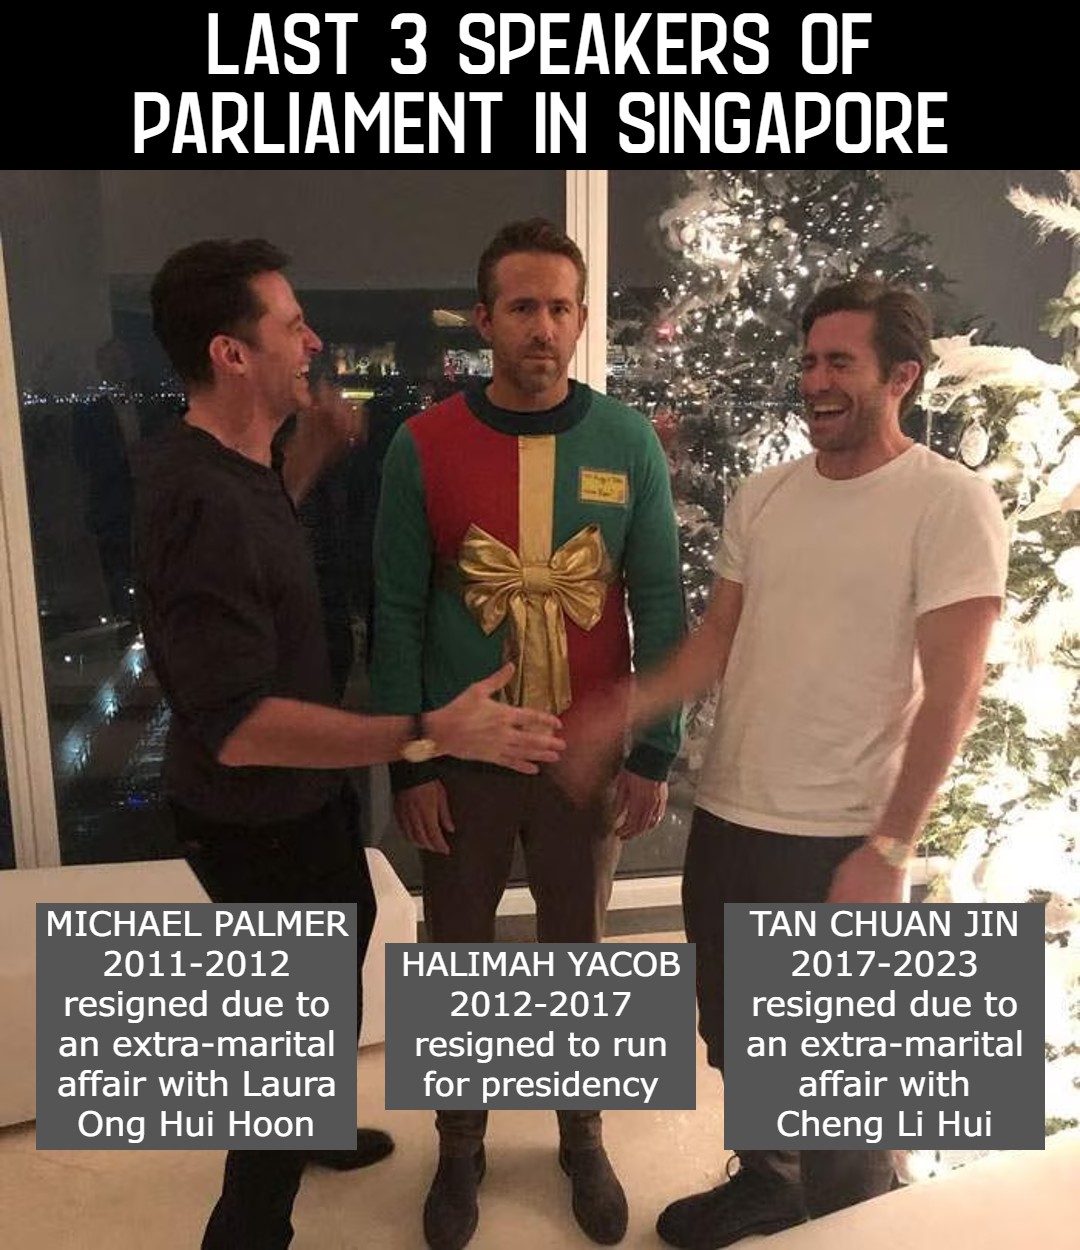 LAST 3 SPEAKERS OF
PARLIAMENT IN SINGAPORE
MICHAEL PALMER
2011-2012
resigned due to
an extra-marital
affair with Laura
Ong Hui Hoon
HALIMAH YACOB
2012-2017
resigned to run
for presidency
TAN CHUAN JIN
2017-2023
resigned due to
an extra-marital
affair with
Cheng Li Hui